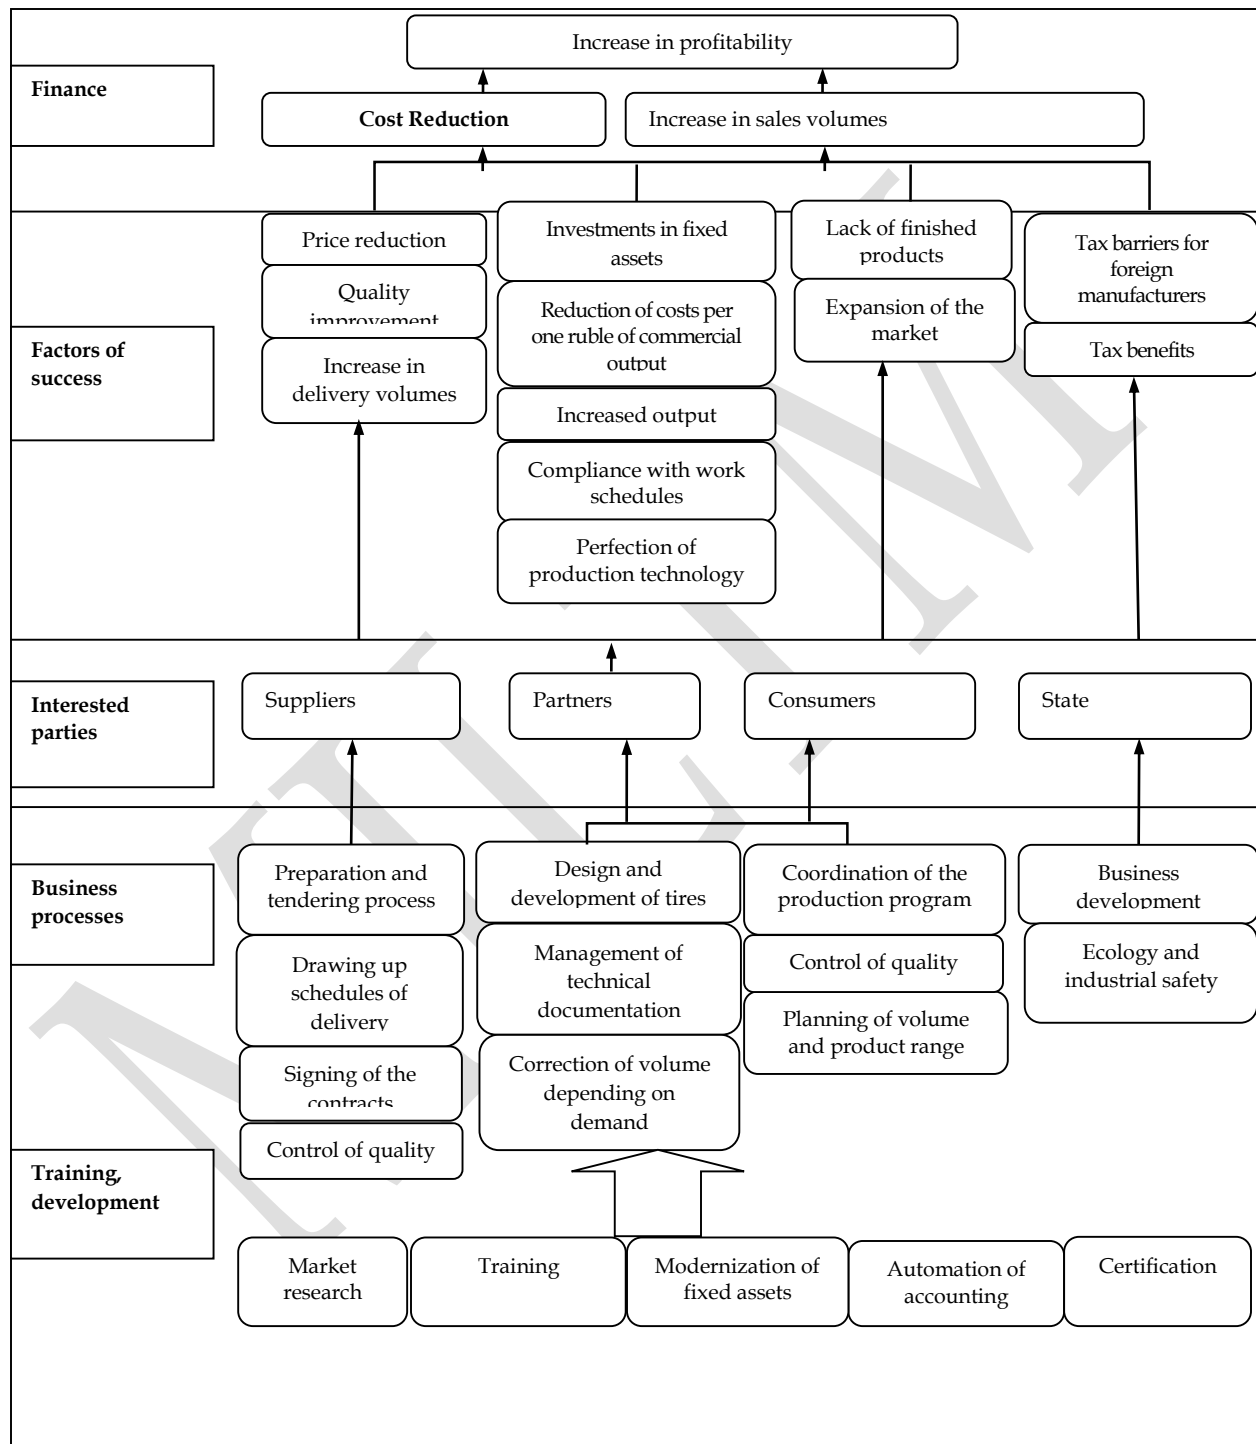 Increase in profitability
Finance
Cost Reduction
Increase in sales volumes
Price reduction
Quality
improvement
Increase in
delivery volumes
Investments in fixed
assets
Reduction of costs per
one ruble of commercial
output
Increased output
Compliance with work
schedules
Perfection of
production technology
Lack of finished
products
Expansion of the
market
Tax barriers for
foreign
manufacturers
Tax benefits
Factors of
success
Interested
parties
Suppliers
Partners
Consumers
State
Business
processes
Preparation and
tendering process
Drawing up
schedules of
delivery
Signing of the
contracts
Control of quality
Design and
development of tires
Management of
technical
documentation
Correction of volume
depending on
demand
Coordination of the
production program
Control of quality
Planning of volume
and product range
Business
development
Ecology and
industrial safety
Training,
development
Market
research
Training
Modernization of
fixed assets
Automation of
accounting
Certification